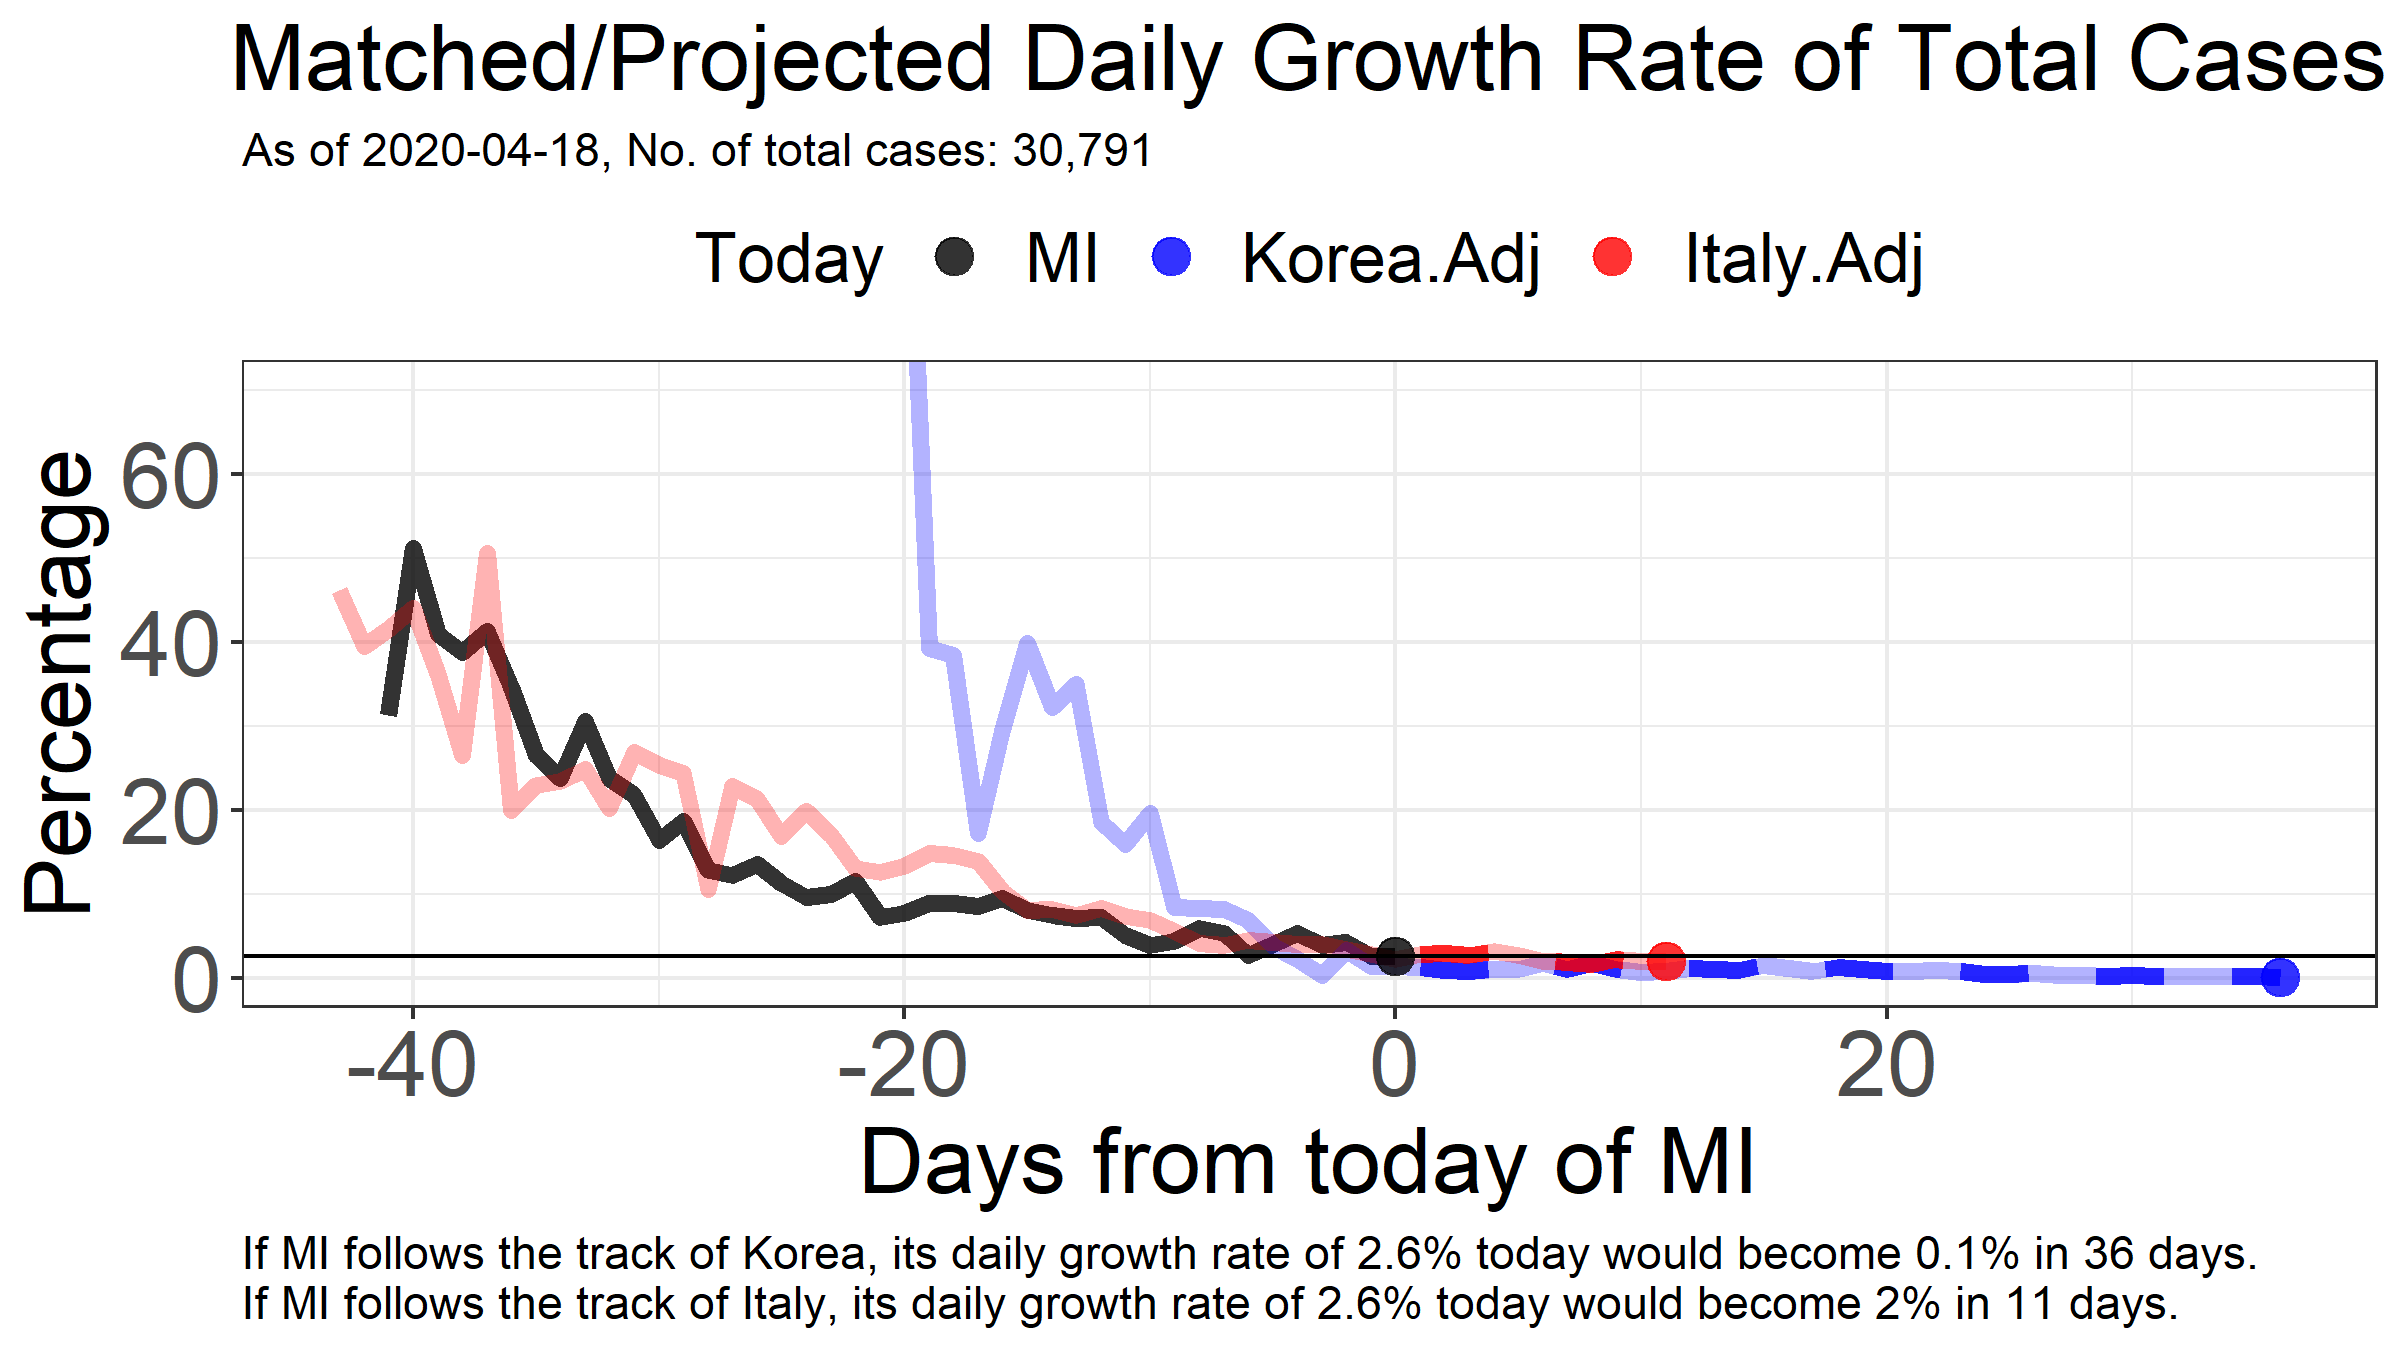 Matched/Projected Daily Growth Rate of Total Cases
As of 2020-04-18, No. of total cases: 30,791
Today MI Korea.Adj Italy.Adj
Percentage
60
40
20
0
-40 -20 0 20
Days from today of MI
If MI follows the track of Korea, its daily growth rate of 2.6% today would become 0.1% in 36 days.
If MI follows the track of Italy, its daily growth rate of 2.6% today would become 2% in 11 days.